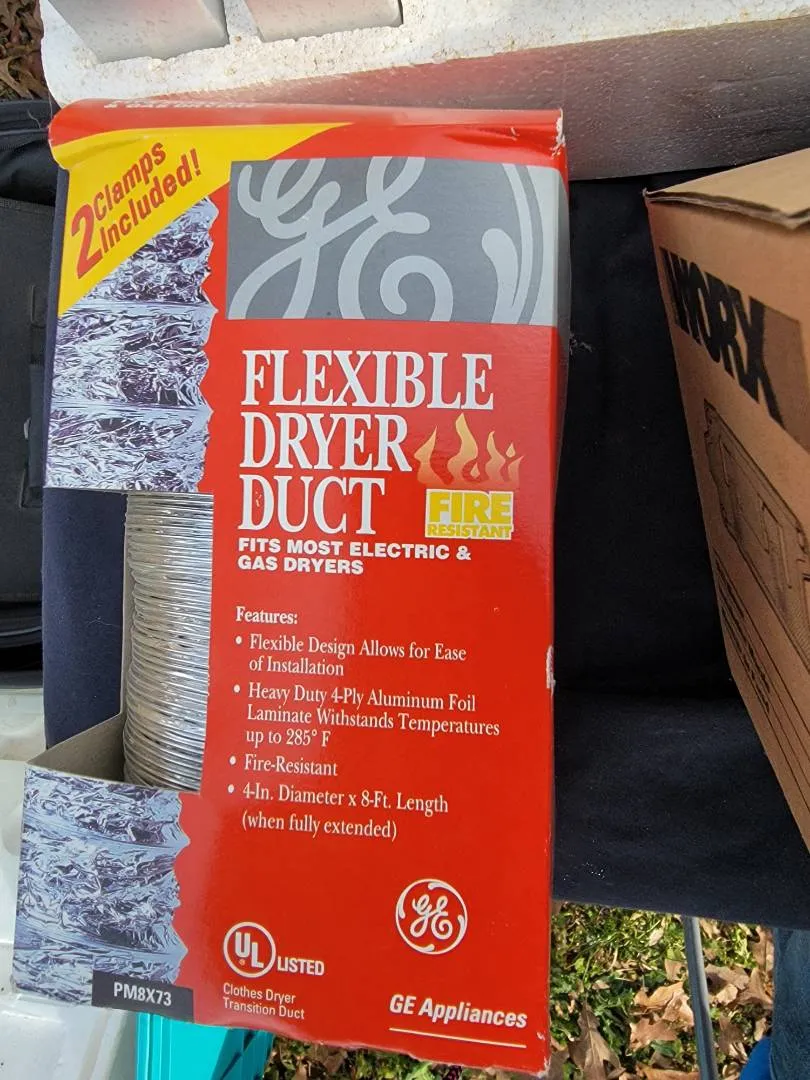 & GAS DRYERS
2 Clamps
Included!
GE
FLEXIBLE
DRYER
DUCT
FIRE
RESISTANT
FITS MOST ELECTRIC &
GAS DRYERS
Features:
• Flexible Design Allows for Ease
of Installation
• Heavy Duty 4-Ply Aluminum Foil
Laminate Withstands Temperatures
up to 285° F
• Fire-Resistant
• 4-In. Diameter x 8-Ft. Length
(when fully extended)
GE
UL
LISTED
Clothes Dryer
Transition Duct
GE Appliances
PM8X73
WORX